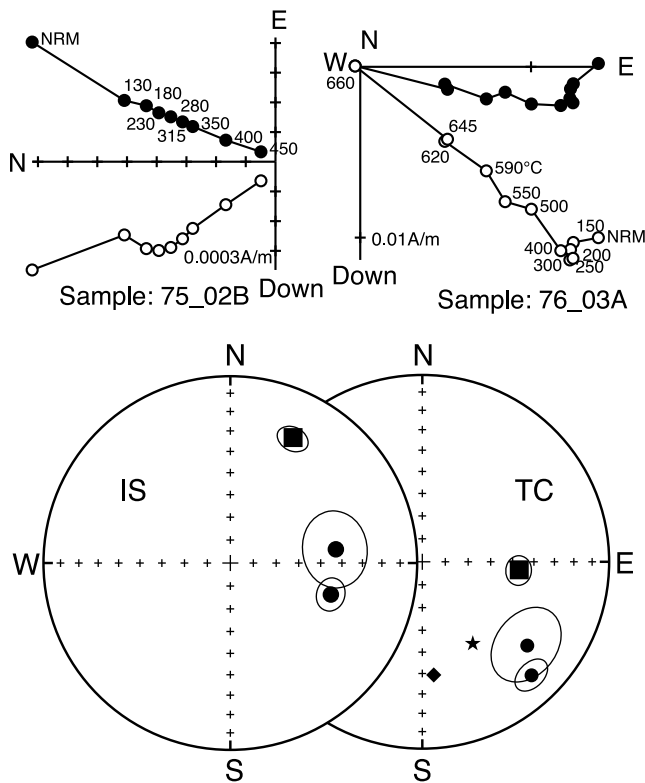 E
NRM
130
180
280
230
315
350
400
450
N
0.0003A/m
Down
Sample: 75_02B
N
W
E
660
645
620
590°C
550
500
150
NRM
0.01A/m
400
200
300
250
Down
Sample: 76_03A
N
N
IS
TC
W
E
S
S